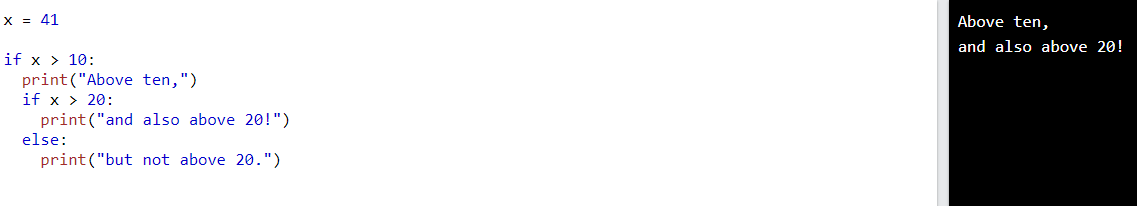 x = 41

if x > 10:
  print("Above ten,")
  if x > 20:
    print("and also above 20!")
  else:
    print("but not above 20.")
Above ten,
and also above 20!